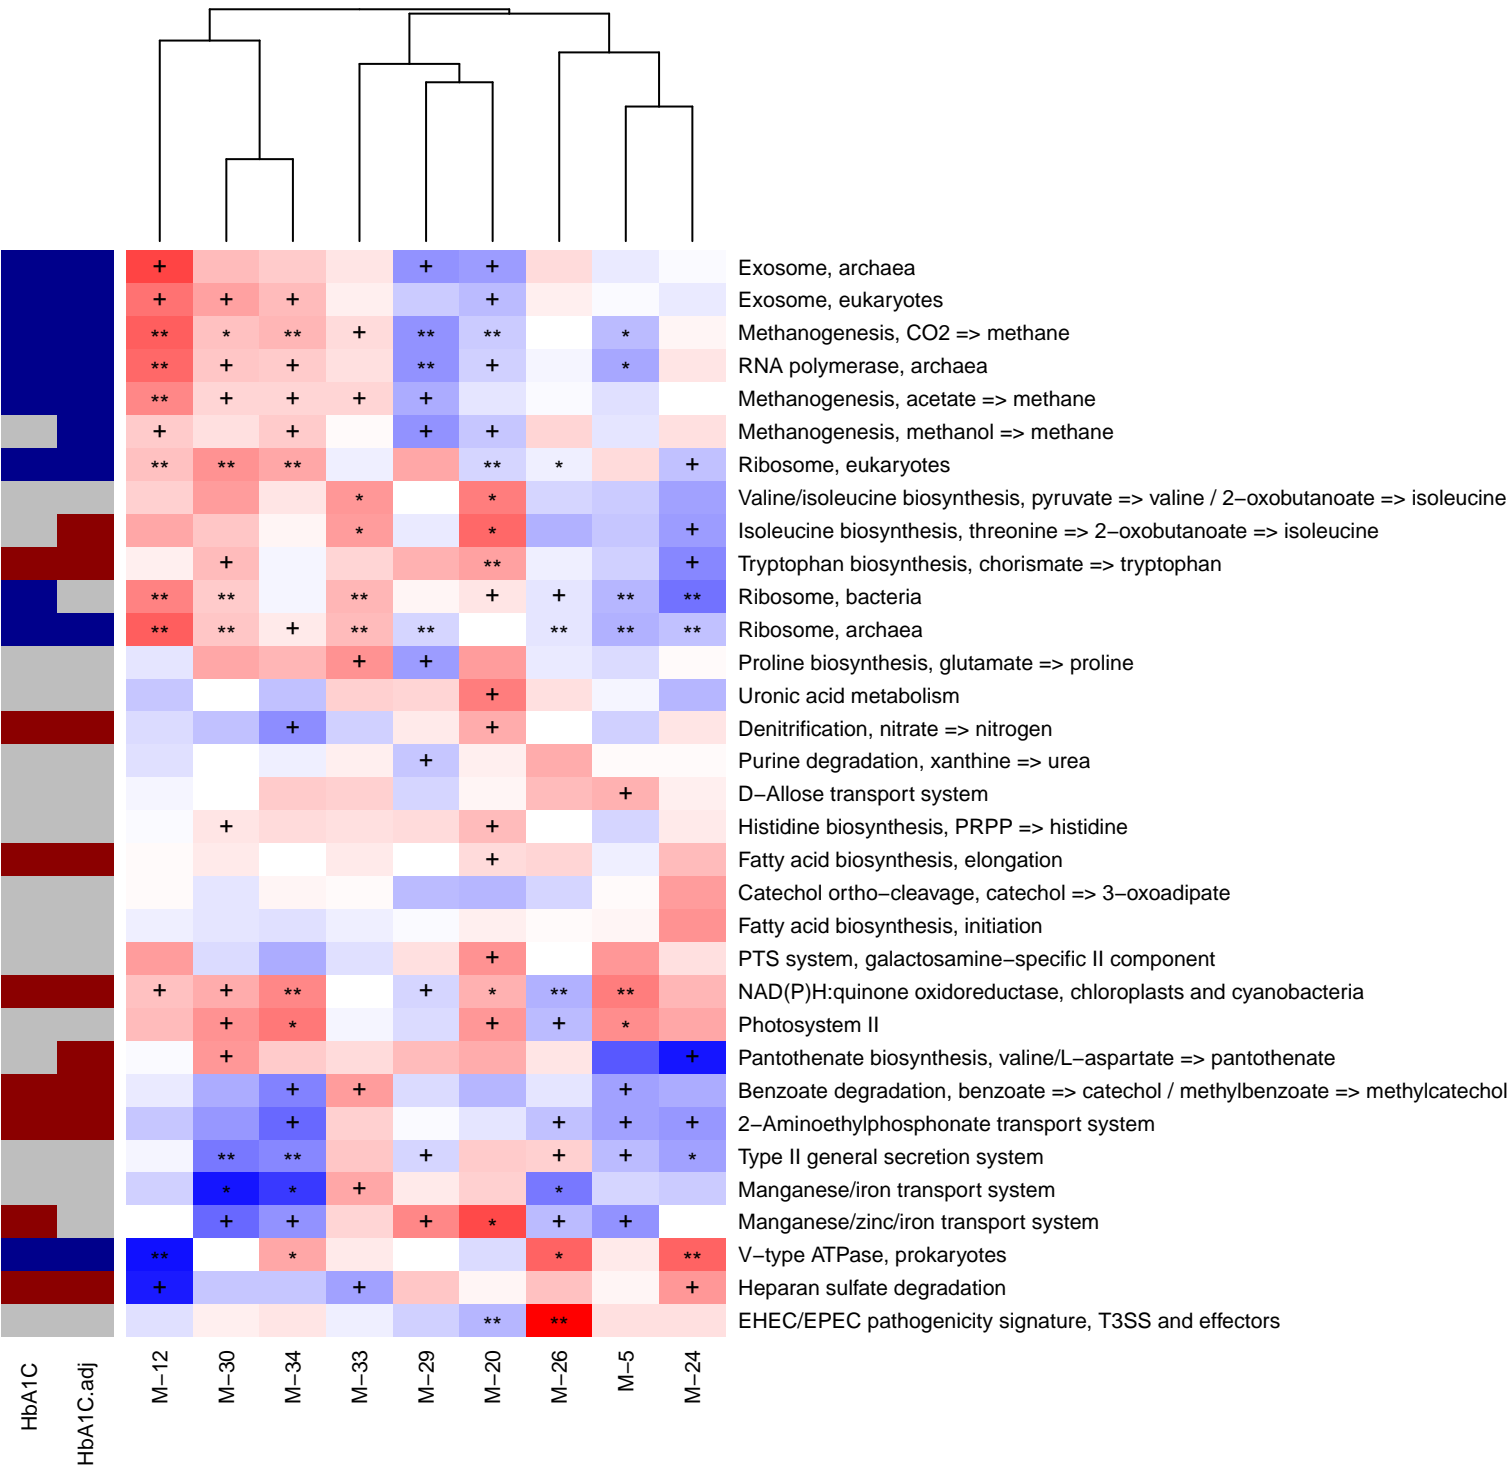 + + + Exosome, archaea
+ + + + Exosome, eukaryotes
** * ** + ** ** * Methanogenesis, CO2 => methane
** + + ** + * RNA polymerase, archaea
** + + + + Methanogenesis, acetate => methane
+ + + + Methanogenesis, methanol => methane
** ** ** ** * + Ribosome, eukaryotes
* * Valine/isoleucine biosynthesis, pyruvate => valine / 2−oxobutanoate => isoleucine
* * + Isoleucine biosynthesis, threonine => 2−oxobutanoate => isoleucine
+ ** + Tryptophan biosynthesis, chorismate => tryptophan
** ** ** + + ** ** Ribosome, bacteria
** ** + ** ** ** ** ** Ribosome, archaea
+ + Proline biosynthesis, glutamate => proline
+ Uronic acid metabolism
+ + Denitrification, nitrate => nitrogen
+ Purine degradation, xanthine => urea
+ D−Allose transport system
+ + Histidine biosynthesis, PRPP => histidine
+ Fatty acid biosynthesis, elongation
Catechol ortho−cleavage, catechol => 3−oxoadipate
Fatty acid biosynthesis, initiation
+ PTS system, galactosamine−specific II component
+ + ** + * ** ** NAD(P)H:quinone oxidoreductase, chloroplasts and cyanobacteria
+ * + + * Photosystem II
+ + Pantothenate biosynthesis, valine/L−aspartate => pantothenate
+ + + Benzoate degradation, benzoate => catechol / methylbenzoate => methylcatechol
+ + + + 2−Aminoethylphosphonate transport system
** ** + + + * Type II general secretion system
* * + * Manganese/iron transport system
+ + + * + + Manganese/zinc/iron transport system
** * * ** V−type ATPase, prokaryotes
+ + + Heparan sulfate degradation
** ** EHEC/EPEC pathogenicity signature, T3SS and effectors
HbA1C
HbA1C.adj
M−12
M−30
M−34
M−33
M−29
M−20
M−26
M−5
M−24